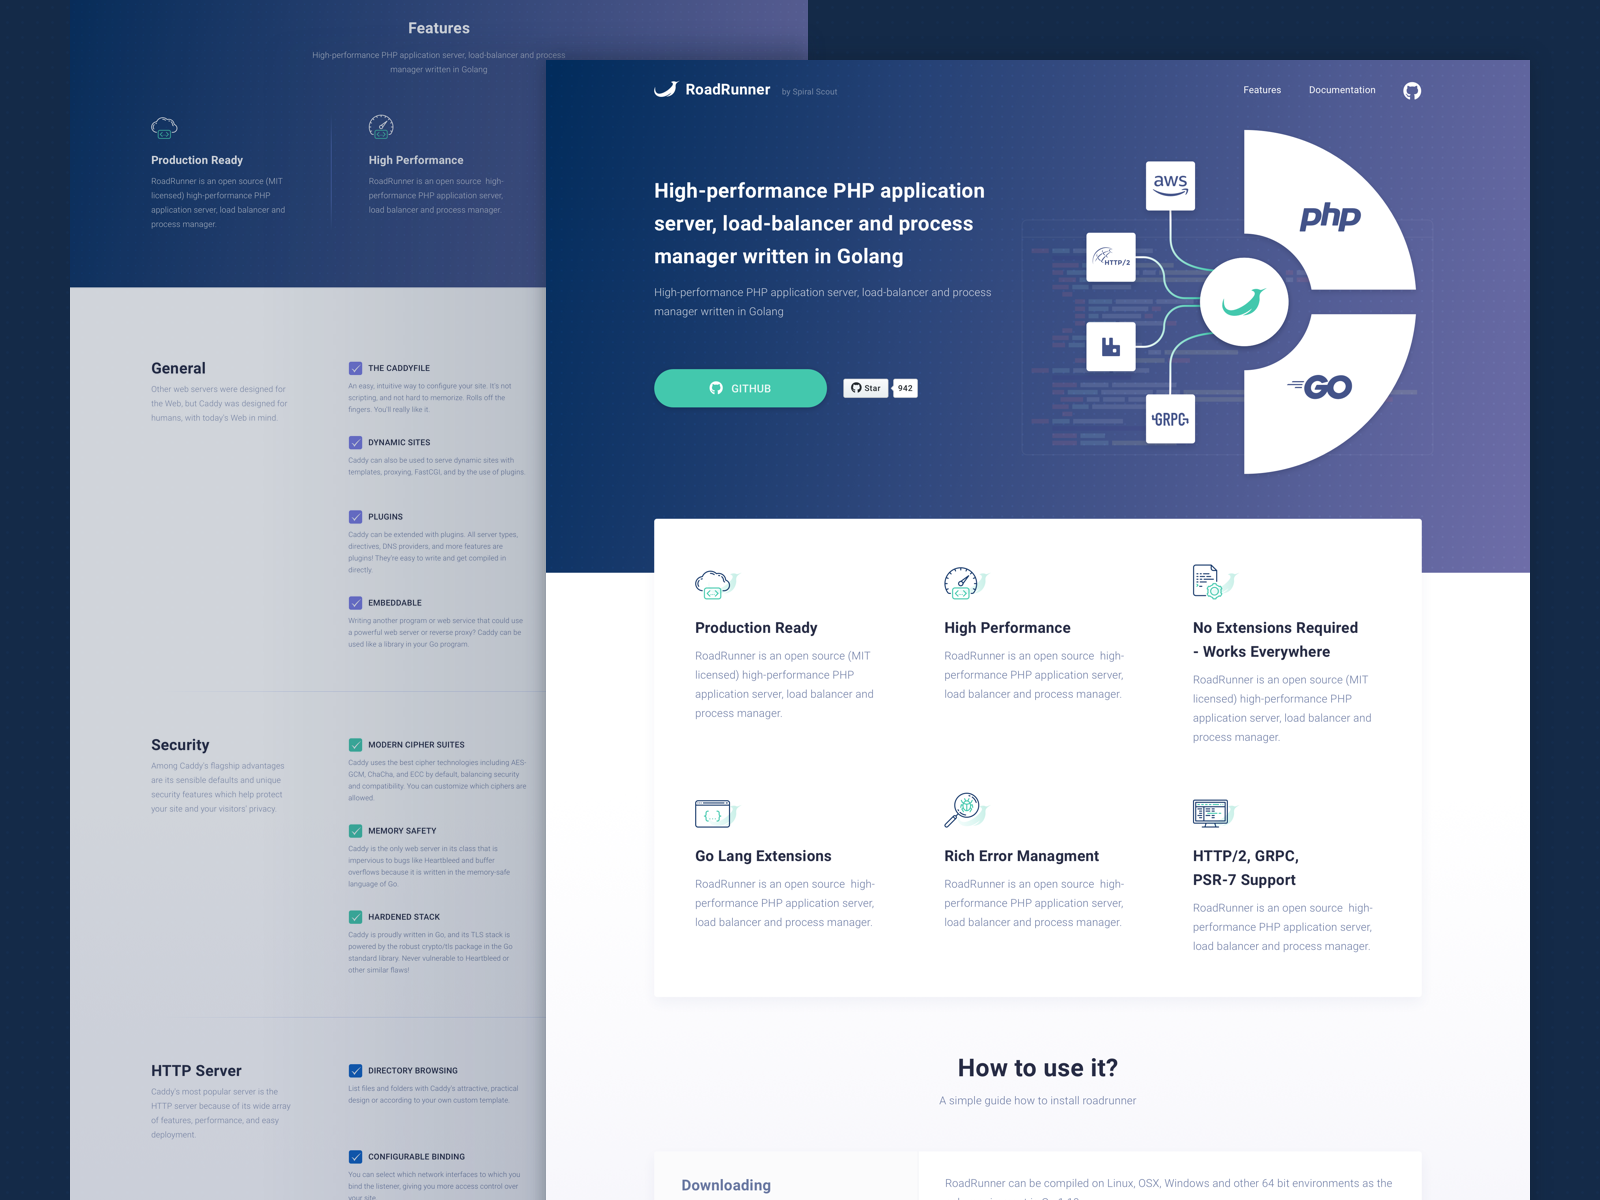 Features
High-performance PHP application server, load-balancer and process
manager written in Golang
Production Ready
RoadRunner is an open source (MIT
licensed) high-performance PHP
application server, load balancer and
process manager.
High Performance
RoadRunner is an open source  high-
performance PHP application server,
load balancer and process manager.
General
Other web servers were designed for
the Web, but Caddy was designed for
humans, with today's Web in mind.
THE CADDYFILE
An easy, intuitive way to configure your site. It's not
scripting, and not hard to memorize. Rolls off the
fingers. You'll really like it.
DYNAMIC SITES
Caddy can also be used to serve dynamic sites with
templates, proxying, FastCGI, and by the use of plugins.
PLUGINS
Caddy can be extended with plugins. All server types,
directives, DNS providers, and more features are
plugins! They're easy to write and get compiled in
directly.
EMBEDDABLE
Writing another program or web service that could use
a powerful web server or reverse proxy? Caddy can be
used like a library in your Go program.
Security
Among Caddy's flagship advantages
are its sensible defaults and unique
security features which help protect
your site and your visitors' privacy.
MODERN CIPHER SUITES
Caddy uses the best cipher technologies including AES-
GCM, ChaCha, and ECC by default, balancing security
and compatibility. You can customize which ciphers are
allowed.
MEMORY SAFETY
Caddy is the only web server in its class that is
impervious to bugs like Heartbleed and buffer
overflows because it is written in the memory-safe
language of Go.
HARDENED STACK
Caddy is proudly written in Go, and its TLS stack is
powered by the robust crypto/tls package in the Go
standard library. Never vulnerable to Heartbleed or
other similar flaws!
HTTP Server
Caddy's most popular server is the
HTTP server because of its wide array
of features, performance, and easy
deployment.
DIRECTORY BROWSING
List files and folders with Caddy's attractive, practical
design or according to your own custom template.
CONFIGURABLE BINDING
You can select which network interfaces to which you
bind the listener, giving you more access control over
your site.
RoadRunner by Spiral Scout
Features
Documentation
High-performance PHP application
server, load-balancer and process
manager written in Golang
High-performance PHP application server, load-balancer and process
manager written in Golang
GITHUB
Star
942
aws
HTTP/2
GRPC
php
GO
Production Ready
RoadRunner is an open source (MIT
licensed) high-performance PHP
application server, load balancer and
process manager.
High Performance
RoadRunner is an open source  high-
performance PHP application server,
load balancer and process manager.
No Extensions Required
- Works Everywhere
RoadRunner is an open source (MIT
licensed) high-performance PHP
application server, load balancer and
process manager.
Go Lang Extensions
RoadRunner is an open source  high-
performance PHP application server,
load balancer and process manager.
Rich Error Managment
RoadRunner is an open source  high-
performance PHP application server,
load balancer and process manager.
HTTP/2, GRPC,
PSR-7 Support
RoadRunner is an open source  high-
performance PHP application server,
load balancer and process manager.
How to use it?
A simple guide how to install roadrunner
Downloading
RoadRunner can be compiled on Linux, OSX, Windows and other 64 bit environments as the